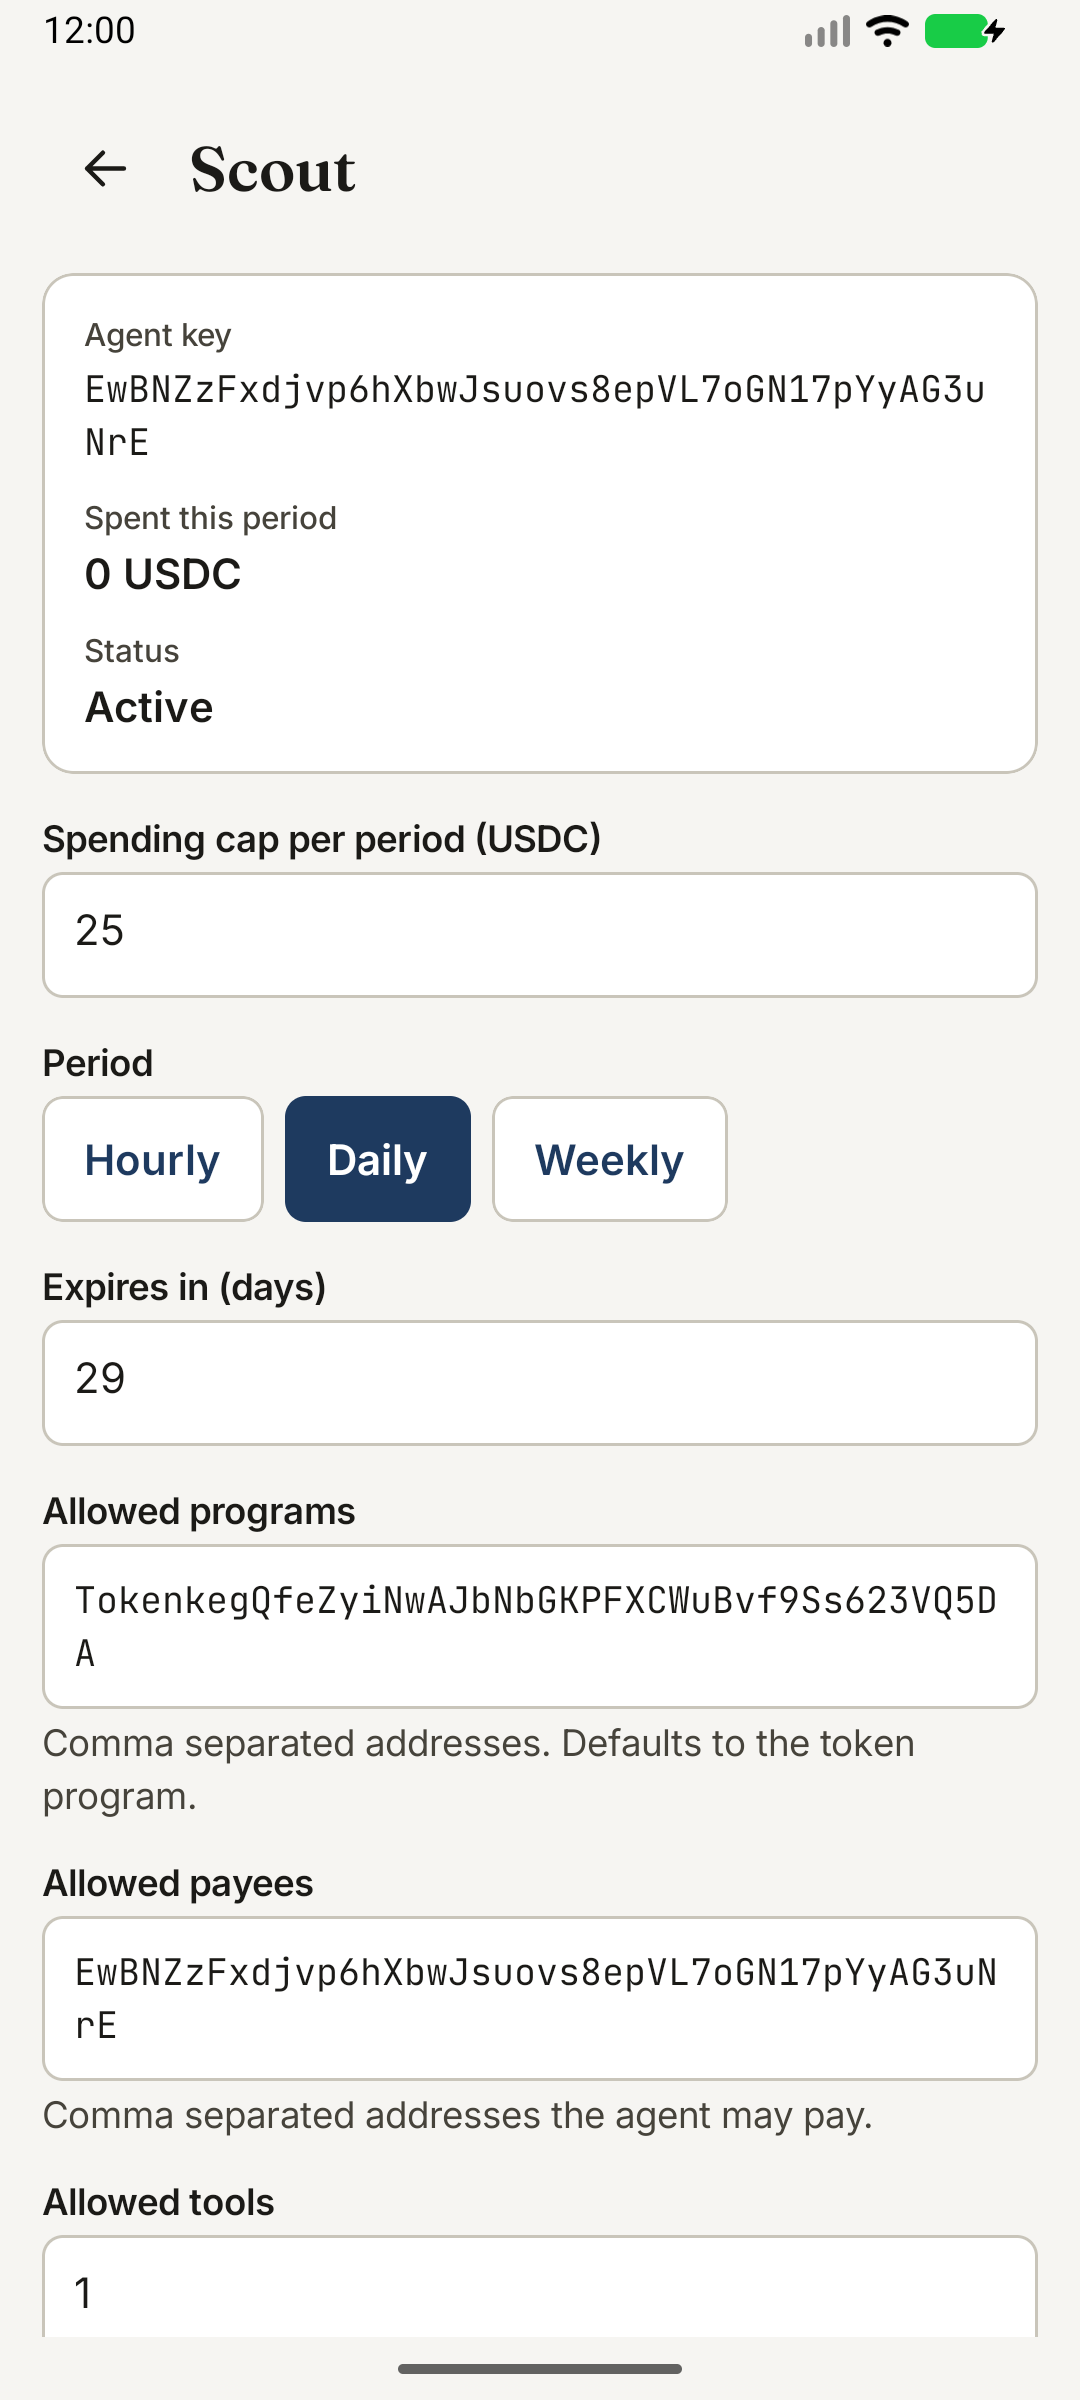 12:00
Scout
Agent key
EwBNZzFxdjvp6hXbwJsuovs8epVL7oGN17pYyAG3u
NrE
Spent this period
0 USDC
Status
Active
Spending cap per period (USDC)
25
Period
Hourly
Daily
Weekly
Expires in (days)
29
Allowed programs
TokenkegQfeZyiNwAJbNbGKPFXCWuBvf9Ss623VQ5D
A
Comma separated addresses. Defaults to the token
program.
Allowed payees
EwBNZzFxdjvp6hXbwJsuovs8epVL7oGN17pYyAG3uN
rE
Comma separated addresses the agent may pay.
Allowed tools
1